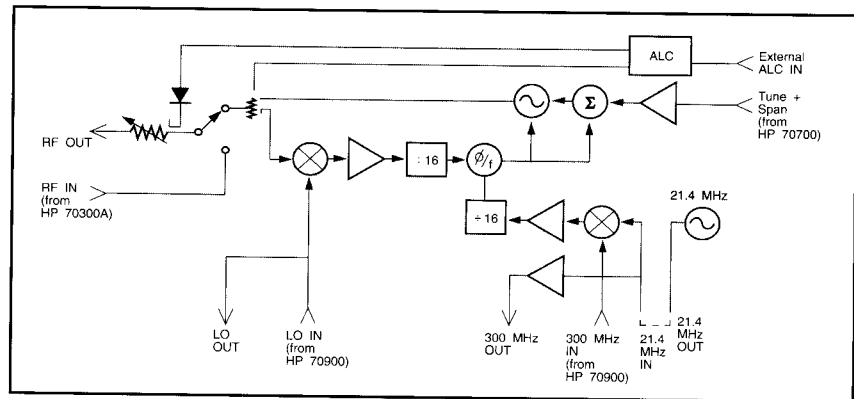 ALC
External
ALC IN
Σ
Tune +
Span
(from
HP 70700)
RF OUT
: 16
ϕ/f
RF IN
(from
HP 70300A)
÷ 16
21.4 MHz
LO
OUT
LO IN
(from
HP 70900)
300 MHz
OUT
300 MHz
IN
(from
HP 70900)
21.4
MHz
IN
21.4
MHz
OUT